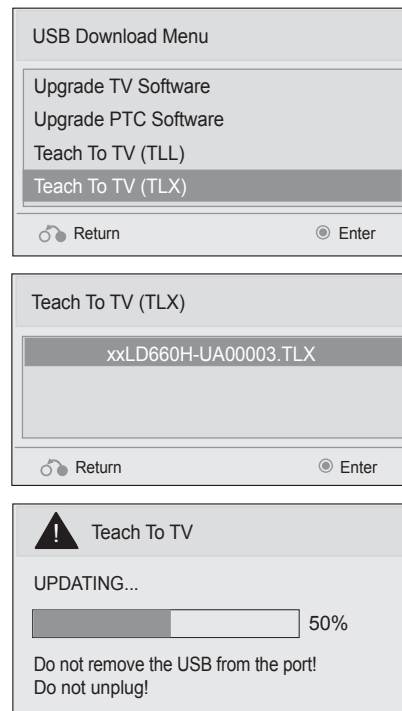 USB Download Menu
Upgrade TV Software
Upgrade PTC Software
Teach To TV (TLL)
Teach To TV (TLX)
Return Enter
Teach To TV (TLX)
xxLD660H-UA00003.TLX
Return Enter
! Teach To TV
UPDATING...
50%
Do not remove the USB from the port!
Do not unplug!